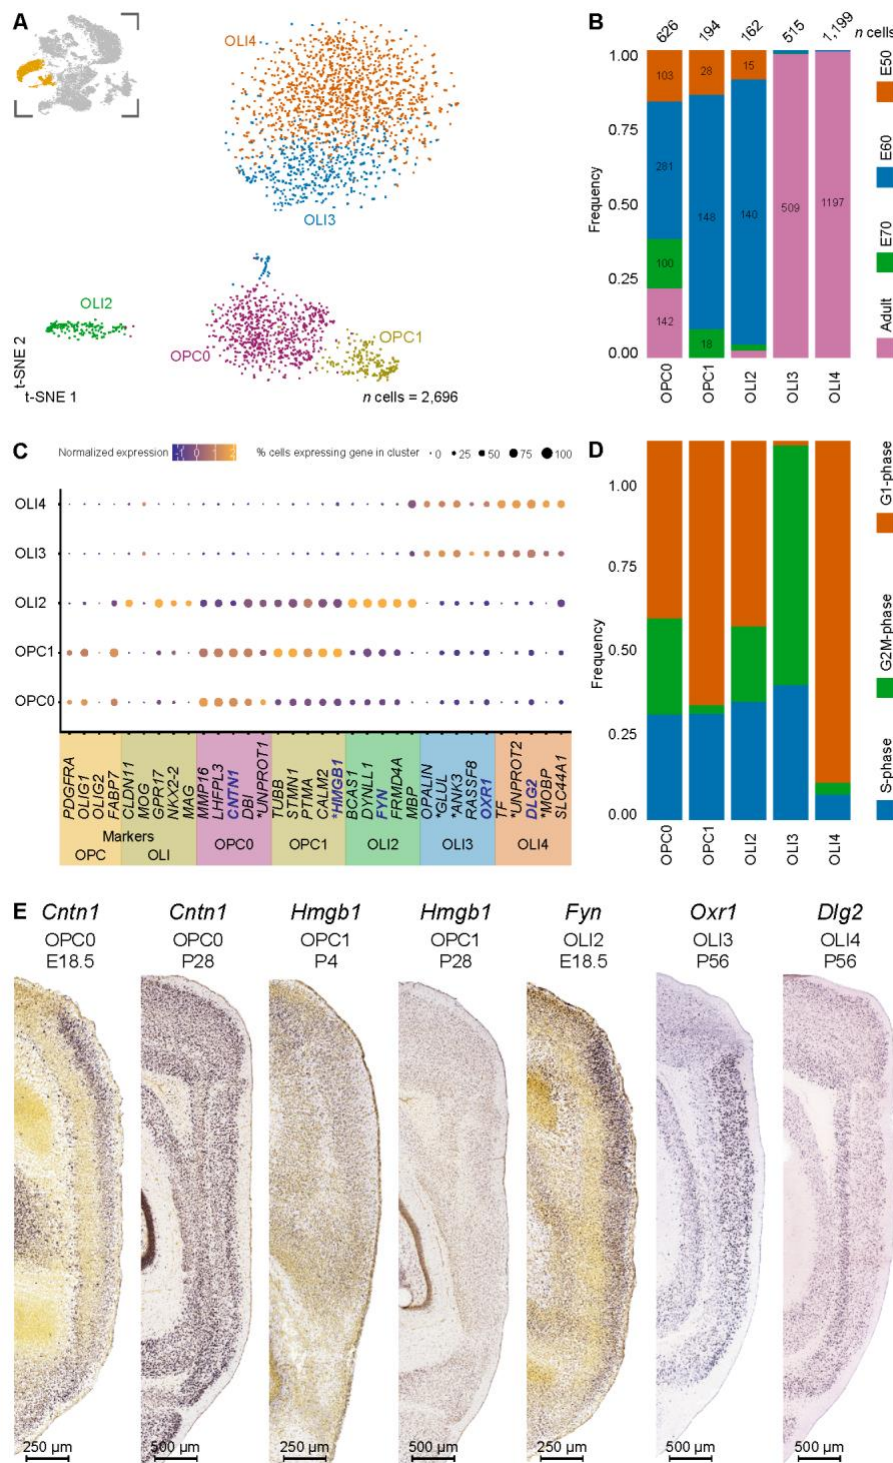 A
OLI4
OLI3
OLI2
OPC0
OPC1
t-SNE 2
t-SNE 1
n cells = 2,696
B
626 194 162 515 1,199 n cells
1.00
0.75
0.50
0.25
0.00
Frequency
103 28 15
281 148 140 509 1197
100
142 18
OPC0 OPC1 OLI2 OLI3 OLI4
E50
E60
E70
Adult
C
Normalized expression -1 0 1 2 % cells expressing gene in cluster 0 25 50 75 100
OLI4
OLI3
OLI2
OPC1
OPC0
PDGFRA
OLIG1
OLIG2
FABP7
CLDN11
MOG
GPR17
NKX2-2
MAG
MMP16
LHFPL3
CNTN1
DBI
*UNPROT1
TUBB
STMN1
PTMA
CALM2
*HMGB1
BCAS1
DYNLL1
FYN
FRMD4A
MBP
OPALIN
*GLUL
*ANK3
RASSF8
OXR1
TF
*UNPROT2
DLG2
*MOBP
SLC44A1
Markers
OPC OLI OPC0 OPC1 OLI2 OLI3 OLI4
D
1.00
0.75
0.50
0.25
0.00
Frequency
OPC0 OPC1 OLI2 OLI3 OLI4
G1-phase
G2M-phase
S-phase
E Cntn1 Cntn1 Hmgb1 Hmgb1 Fyn Oxr1 Dlg2
OPC0 OPC0 OPC1 OPC1 OLI2 OLI3 OLI4
E18.5 P28 P4 P28 E18.5 P56 P56
250 µm 500 µm 250 µm 500 µm 250 µm 500 µm 500 µm